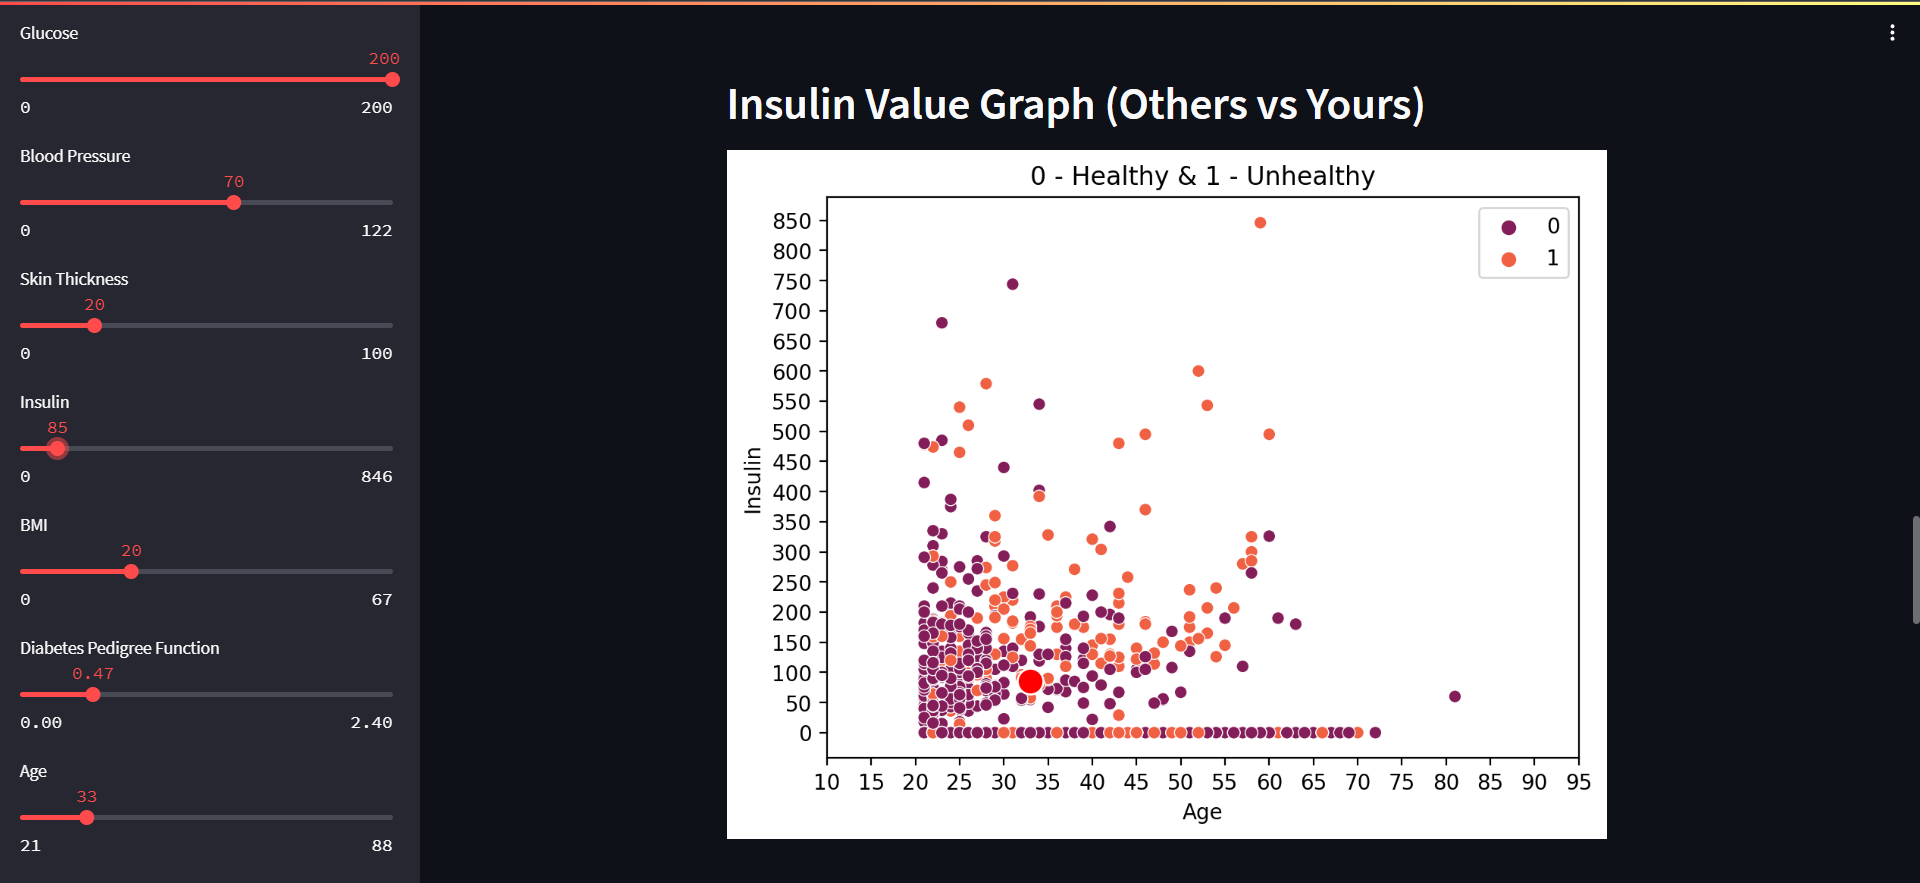 Glucose
200
0 200
Blood Pressure
70
0 122
Skin Thickness
20
0 100
Insulin
85
0 846
BMI
20
0 67
Diabetes Pedigree Function
0.47
0.00 2.40
Age
33
21 88
Insulin Value Graph (Others vs Yours)
0 - Healthy & 1 - Unhealthy
0
1
850
800
750
700
650
600
550
500
450
400
350
300
250
200
150
100
50
0
Insulin
10 15 20 25 30 35 40 45 50 55 60 65 70 75 80 85 90 95
Age